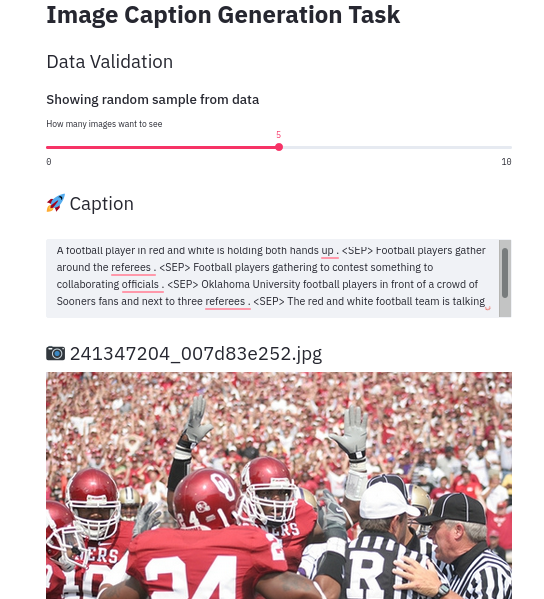 Image Caption Generation Task
Data Validation
Showing random sample from data
How many images want to see
5
0 10
Caption
A football player in red and white is holding both hands up . <SEP> Football players gather
around the referees . <SEP> Football players gathering to contest something to
collaborating officials . <SEP> Oklahoma University football players in front of a crowd of
Sooners fans and next to three referees . <SEP> The red and white football team is talking
241347204_007d83e252.jpg
24
R